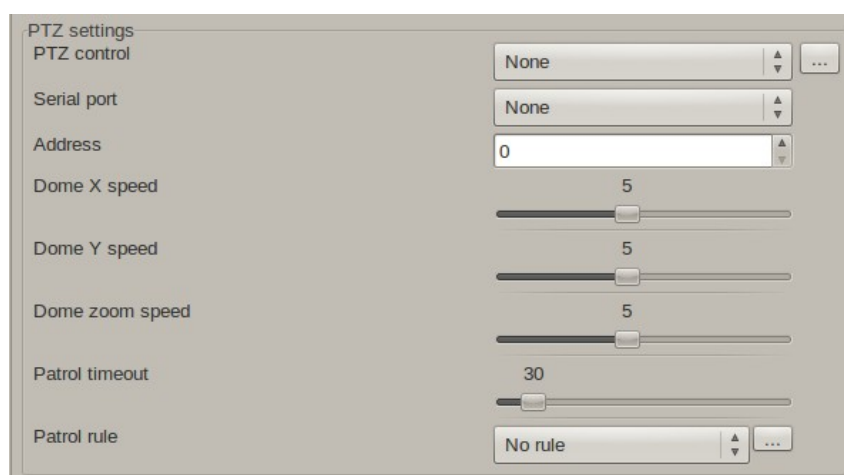 PTZ settings
PTZ control
None
...
Serial port
None
Address
0
Dome X speed
5
Dome Y speed
5
Dome zoom speed
5
Patrol timeout
30
Patrol rule
No rule
...